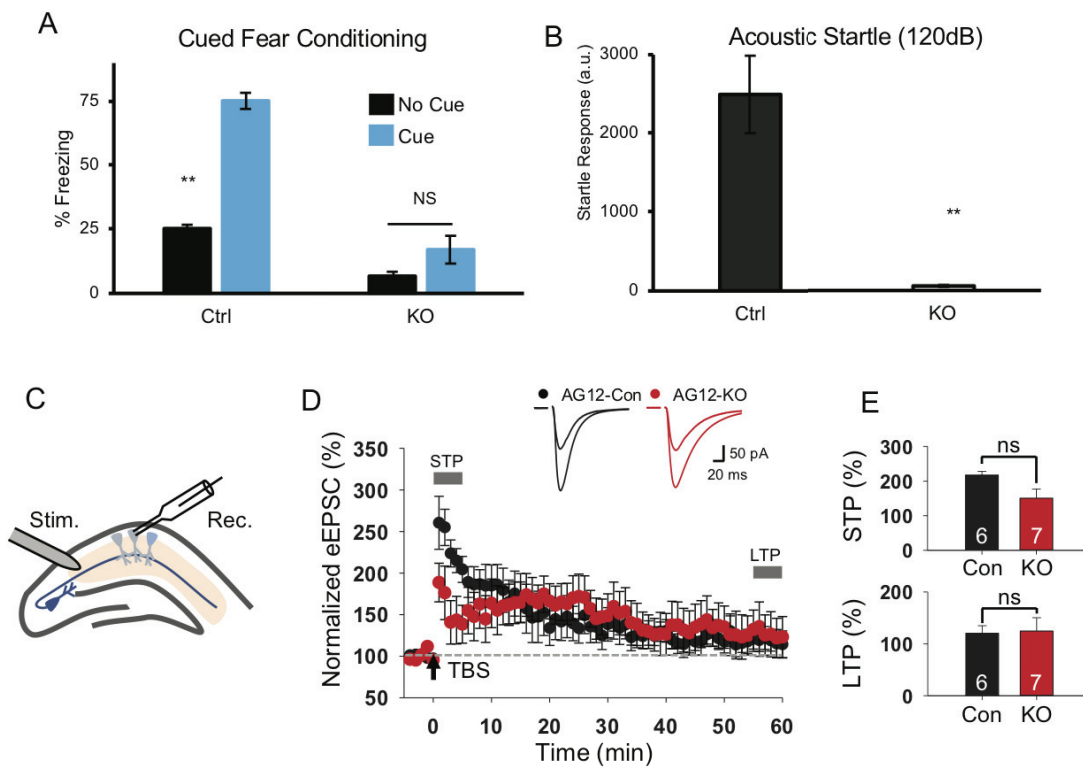 A
Cued Fear Conditioning
% Freezing
75
50
25
0
**
No Cue
Cue
NS
Ctrl
KO
B
Acoustic Startle (120dB)
Startle Response (a.u.)
3000
2000
1000
0
**
Ctrl
KO
C
Stim.
Rec.
D
AG12-Con
AG12-KO
50 pA
20 ms
Normalized eEPSC (%)
350
300
250
200
150
100
50
STP
LTP
TBS
0 10 20 30 40 50 60
Time (min)
E
STP (%)
300
200
100
0
ns
6 7
Con KO
LTP (%)
200
100
0
ns
6 7
Con KO